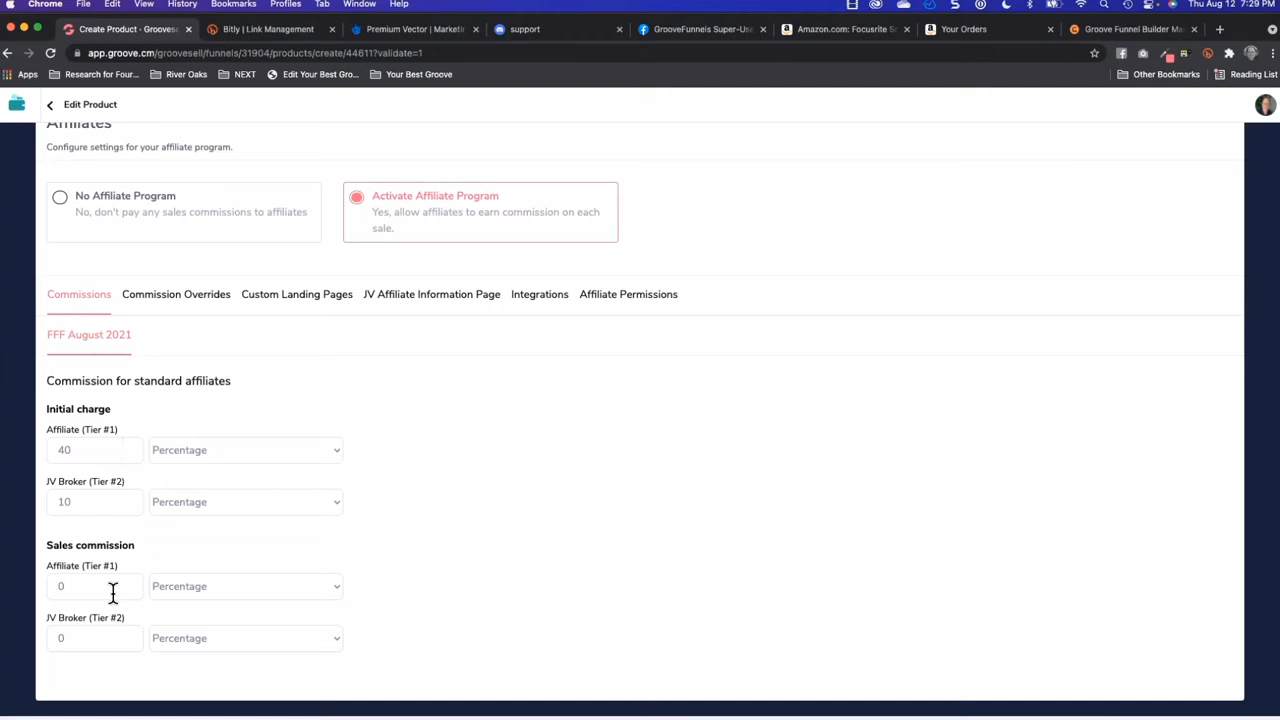 Chrome File Edit View History Bookmarks Profiles Tab Window Help Thu Aug 12 7:29 PM
Create Product - Groovesell Bitly | Link Management Premium Vector | Marketin support GrooveFunnels Super-Use Amazon.com: Focusrite Sc Your Orders Groove Funnel Builder Ma
app.groove.cm/groovesell/funnels/31904/products/create/44611?validate=1
Apps Research for Four... River Oaks NEXT Edit Your Best Gro... Your Best Groove Other Bookmarks Reading List
Edit Product
Affiliates
Configure settings for your affiliate program.
No Affiliate Program
No, don't pay any sales commissions to affiliates
Activate Affiliate Program
Yes, allow affiliates to earn commission on each
sale.
Commissions Commission Overrides Custom Landing Pages JV Affiliate Information Page Integrations Affiliate Permissions
FFF August 2021
Commission for standard affiliates
Initial charge
Affiliate (Tier #1)
40 Percentage
JV Broker (Tier #2)
10 Percentage
Sales commission
Affiliate (Tier #1)
0 Percentage
JV Broker (Tier #2)
0 Percentage